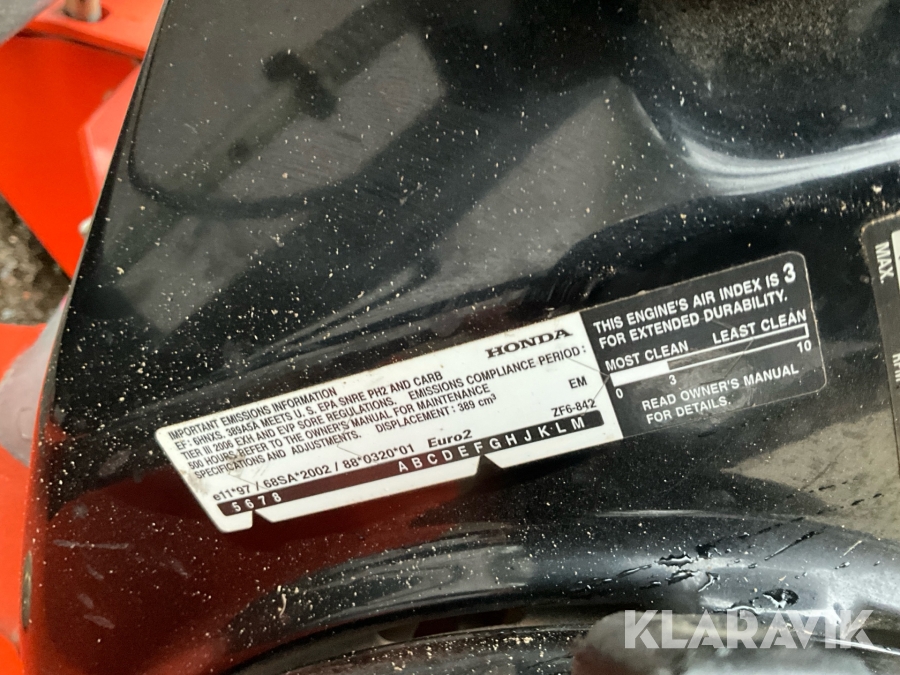 IMPORTANT EMISSIONS INFORMATION
HONDA
EF: 6HNXS. 389A5A MEETS U. S. EPA SNRE PH2 AND CARB
TIER III 2006 EXH AND EVP SORE REGULATIONS. EMISSIONS COMPLIANCE PERIOD:
500 HOURS REFER TO THE OWNER'S MANUAL FOR MAINTENANCE
SPECIFICATIONS AND ADJUSTMENTS. DISPLACEMENT: 389 cm³ EM
e11*97 / 68SA*2002 / 88*0320*01 Euro2 ZF6-842
5 6 7 8 A B C D E F G H J K L M
THIS ENGINE'S AIR INDEX IS 3
FOR EXTENDED DURABILITY.
MOST CLEAN LEAST CLEAN
0 3 10
READ OWNER'S MANUAL
FOR DETAILS.
MAX
KLARAVIK